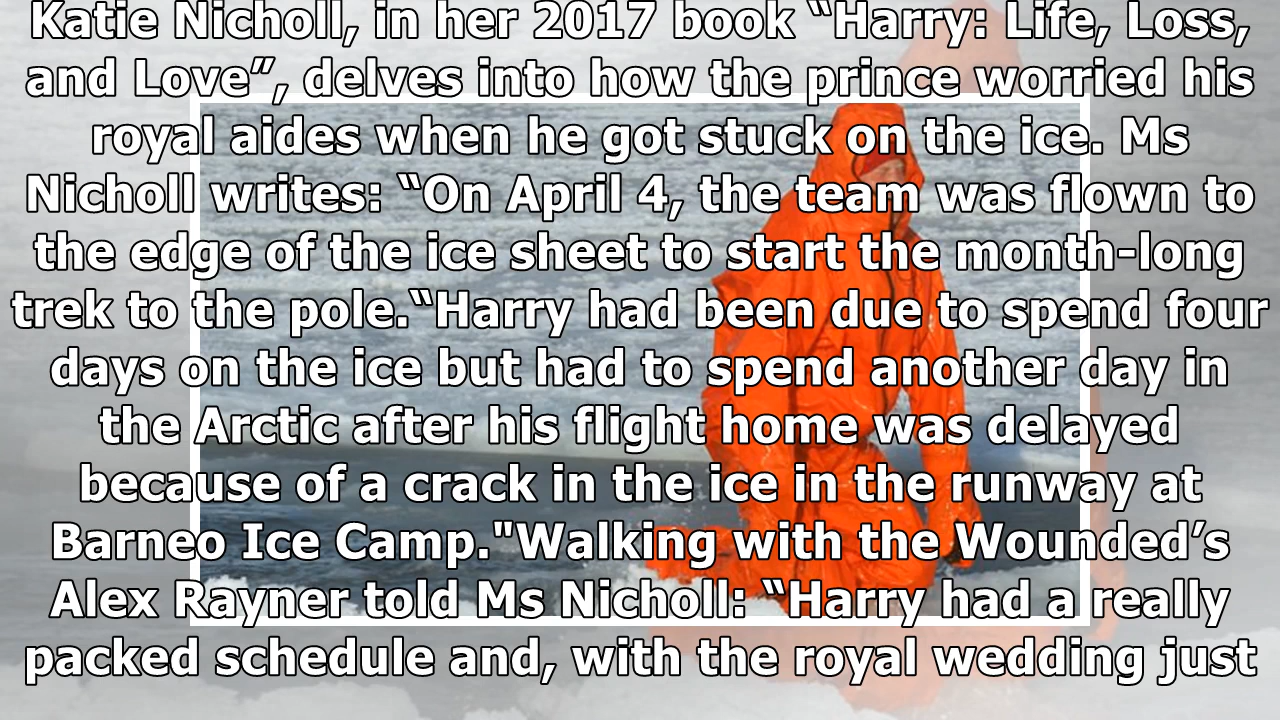 Katie Nicholl, in her 2017 book “Harry: Life, Loss,
and Love”, delves into how the prince worried his
royal aides when he got stuck on the ice. Ms
Nicholl writes: “On April 4, the team was flown to
the edge of the ice sheet to start the month-long
trek to the pole.“Harry had been due to spend four
days on the ice but had to spend another day in
the Arctic after his flight home was delayed
because of a crack in the ice in the runway at
Barneo Ice Camp."Walking with the Wounded’s
Alex Rayner told Ms Nicholl: “Harry had a really
packed schedule and, with the royal wedding just